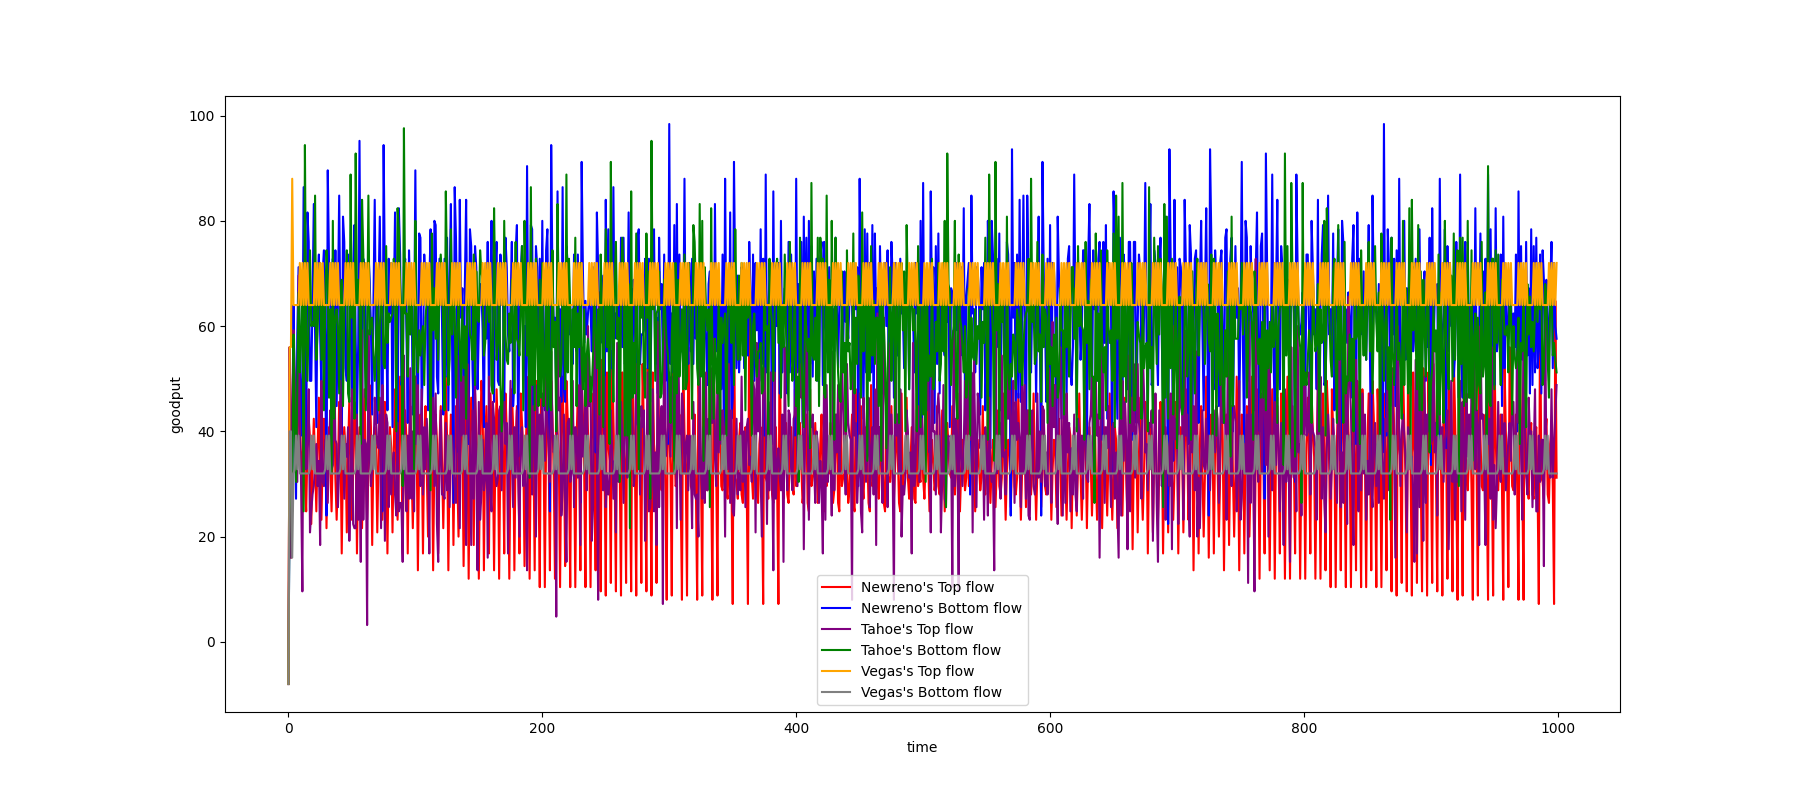 100
80
60
40
20
0
goodput
0 200 400 600 800 1000
time
Newreno's Top flow
Newreno's Bottom flow
Tahoe's Top flow
Tahoe's Bottom flow
Vegas's Top flow
Vegas's Bottom flow